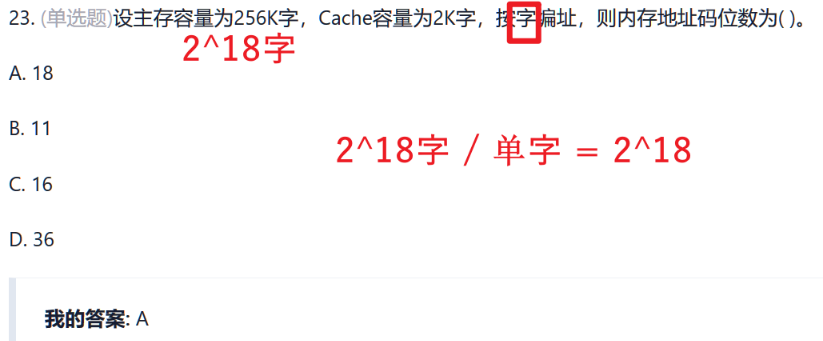 23. (单选题)设主存容量为256K字，Cache容量为2K字，按字编址，则内存地址码位数为( )。
2^18字
A. 18
B. 11
2^18字 / 单字 = 2^18
C. 16
D. 36
我的答案: A